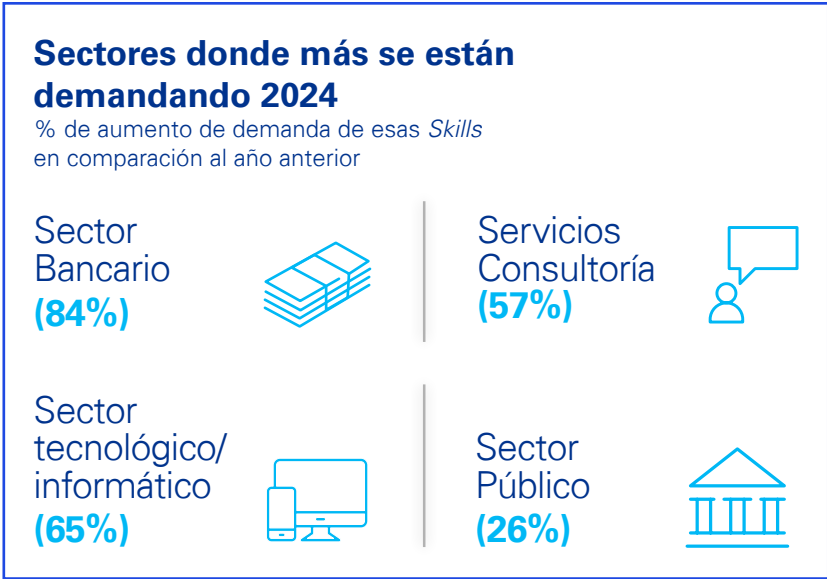 Sectores donde más se están
demandando 2024
% de aumento de demanda de esas Skills
en comparación al año anterior
Sector
Bancario
(84%)
Servicios
Consultoría
(57%)
Sector
tecnológico/
informático
(65%)
Sector
Público
(26%)